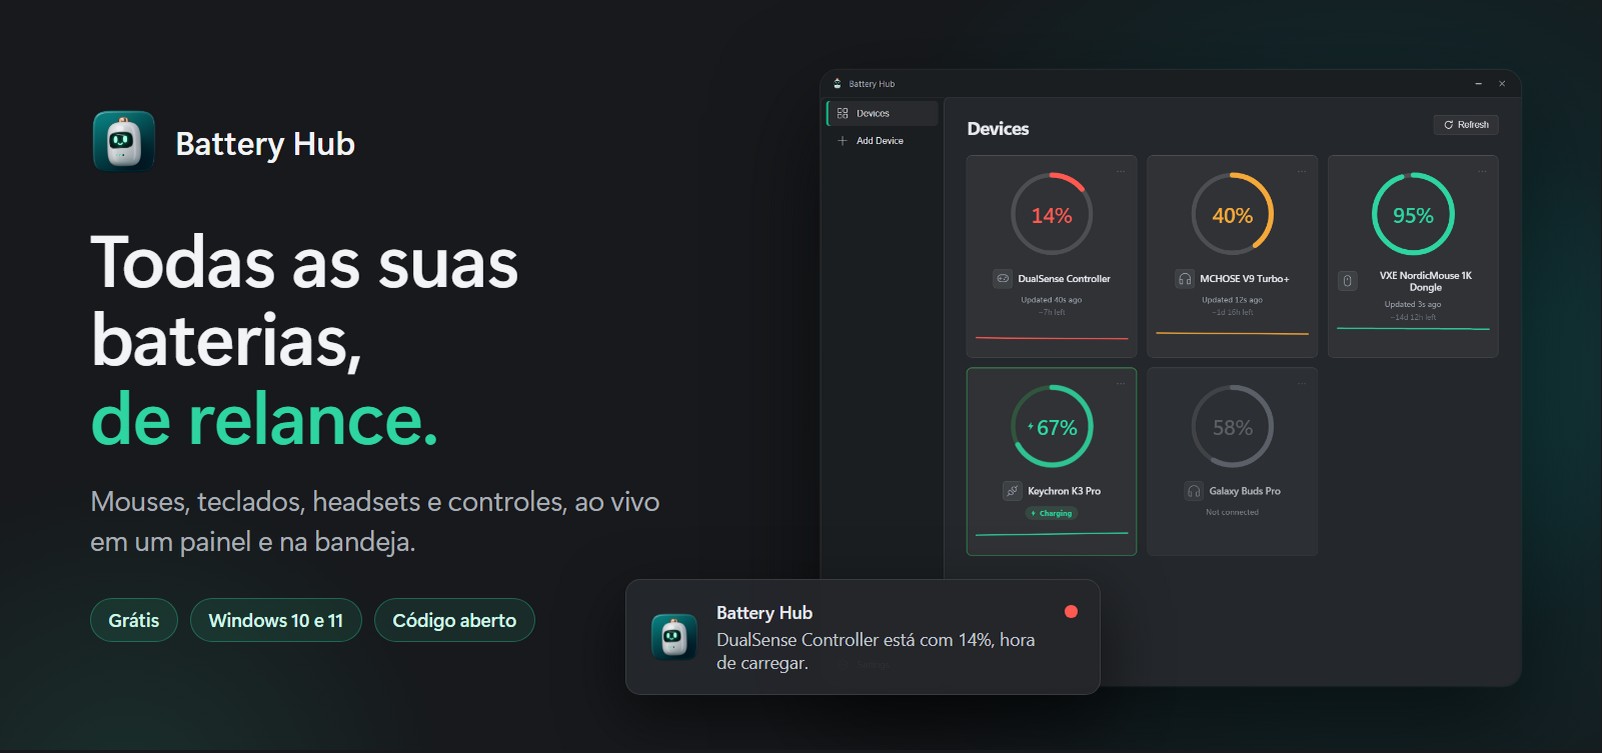 Battery Hub
Todas as suas
baterias,
de relance.
Mouses, teclados, headsets e controles, ao vivo
em um painel e na bandeja.
Grátis
Windows 10 e 11
Código aberto
Battery Hub
Devices
Add Device
Devices
Refresh
14%
DualSense Controller
Updated 40s ago
~7h left
40%
MCHOSE V9 Turbo+
Updated 12s ago
~1d 16h left
95%
VXE NordicMouse 1K
Dongle
Updated 3s ago
~14d 12h left
67%
Keychron K3 Pro
Charging
58%
Galaxy Buds Pro
Not connected
Battery Hub
DualSense Controller está com 14%, hora
de carregar.